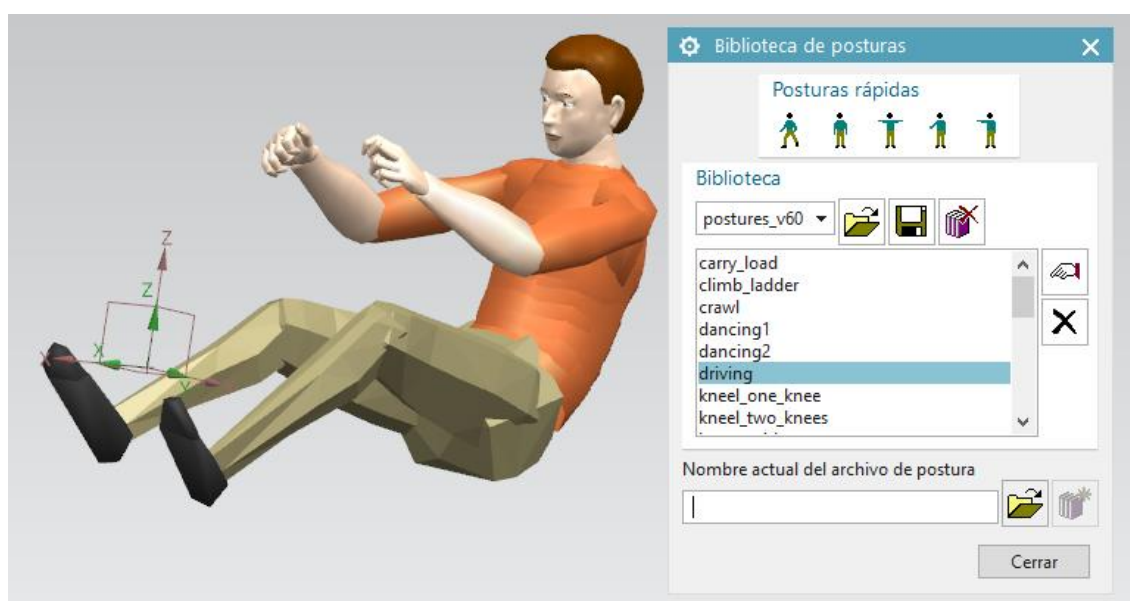 Biblioteca de posturas
Posturas rápidas
Biblioteca
postures_v60
carry_load
climb_ladder
crawl
dancing1
dancing2
driving
kneel_one_knee
kneel_two_knees
Nombre actual del archivo de postura
Cerrar
Z
Z
X
X
Y